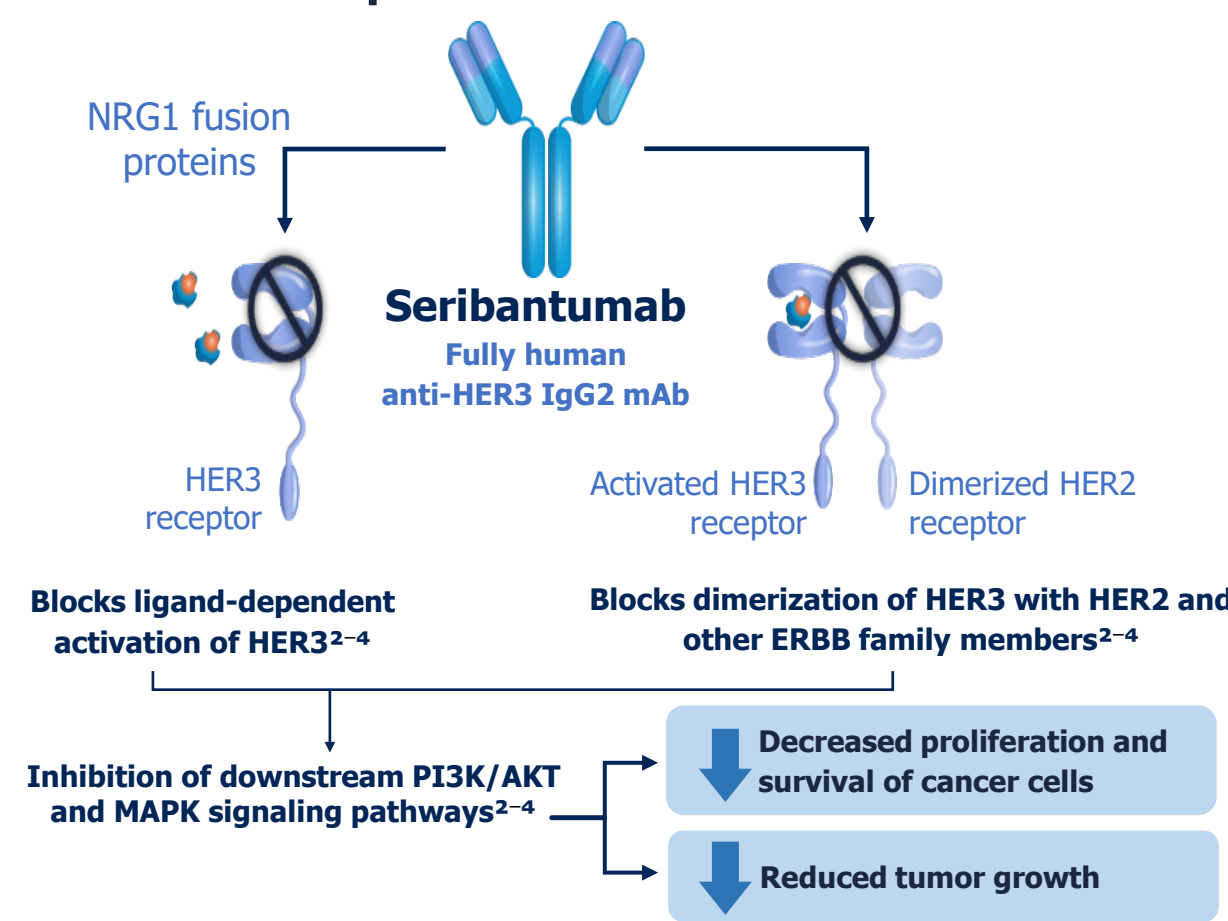 NRG1 fusion
proteins
Seribantumab
Fully human
anti-HER3 IgG2 mAb
HER3
receptor
Activated HER3
receptor
Dimerized HER2
receptor
Blocks ligand-dependent
activation of HER3²⁻⁴
Blocks dimerization of HER3 with HER2 and
other ERBB family members²⁻⁴
Inhibition of downstream PI3K/AKT
and MAPK signaling pathways²⁻⁴
Decreased proliferation and
survival of cancer cells
Reduced tumor growth